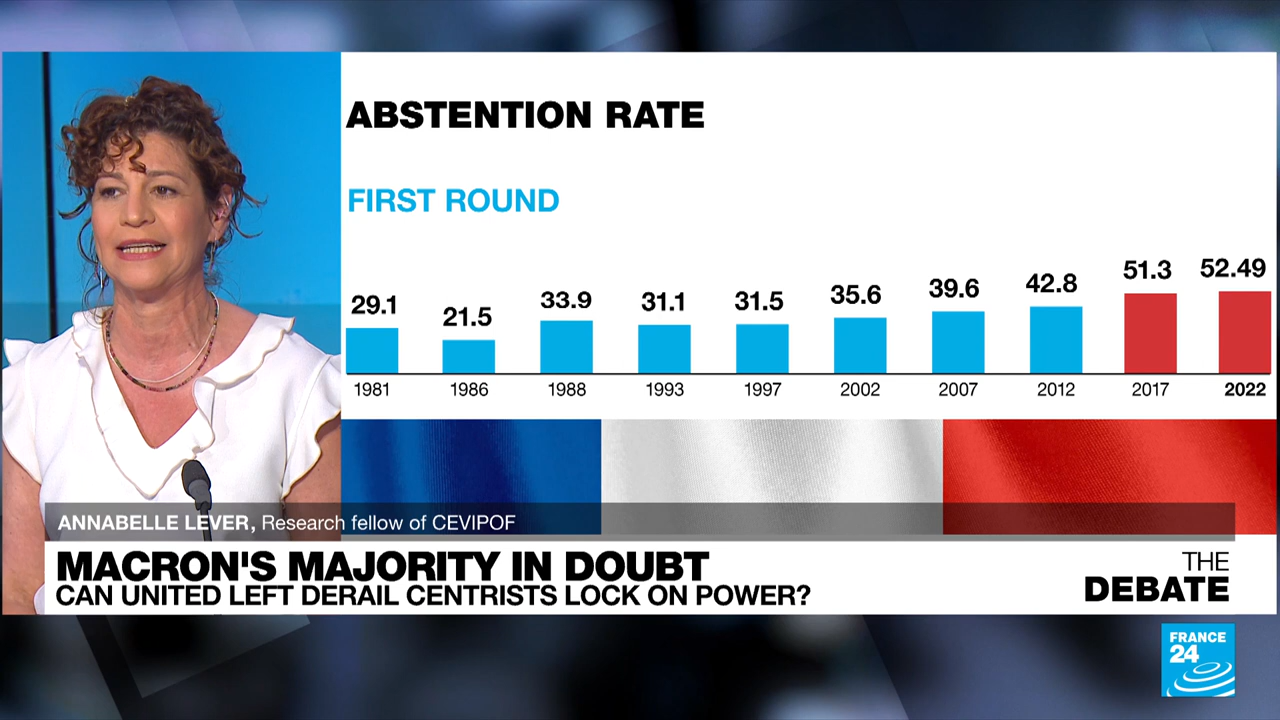 ABSTENTION RATE
FIRST ROUND
29.1 21.5 33.9 31.1 31.5 35.6 39.6 42.8 51.3 52.49
1981 1986 1988 1993 1997 2002 2007 2012 2017 2022
ANNABELLE LEVER, Research fellow of CEVIPOF
MACRON'S MAJORITY IN DOUBT
CAN UNITED LEFT DERAIL CENTRISTS LOCK ON POWER?
THE
DEBATE
FRANCE
24